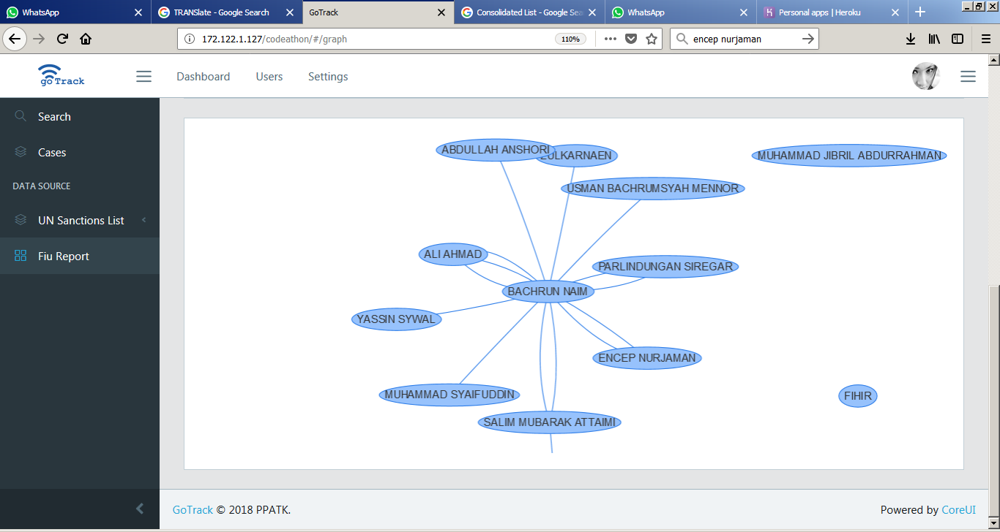 WhatsApp
TRANSlate - Google Search
GoTrack
Consolidated List - Google Sea
WhatsApp
Personal apps | Heroku
172.122.1.127/codeathon/#/graph
110%
encep nurjaman
goTrack
Dashboard
Users
Settings
Search
Cases
DATA SOURCE
UN Sanctions List
Fiu Report
ABDULLAH ANSHORI
ZULKARNAEN
MUHAMMAD JIBRIL ABDURRAHMAN
USMAN BACHRUMSYAH MENNOR
ALI AHMAD
PARLINDUNGAN SIREGAR
BACHRUN NAIM
YASSIN SYWAL
ENCEP NURJAMAN
MUHAMMAD SYAIFUDDIN
FIHIR
SALIM MUBARAK ATTAIMI
GoTrack © 2018 PPATK.
Powered by CoreUI